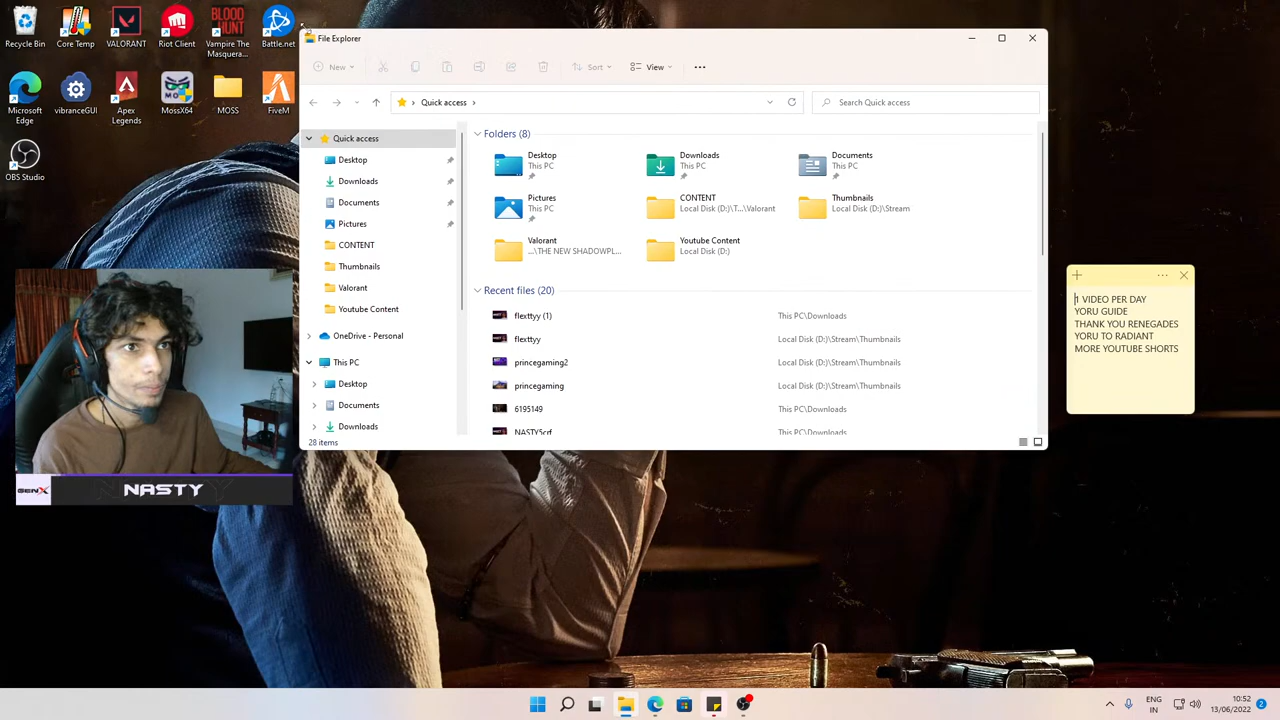 Recycle Bin
Core Temp
VALORANT
Riot Client
Vampire The Masquera...
Battle.net
Microsoft Edge
vibranceGUI
Apex Legends
MossX64
MOSS
FiveM
OBS Studio
BLOOD HUNT
File Explorer
New
Sort
View
Quick access
Search Quick access
Quick access
Desktop
Downloads
Documents
Pictures
CONTENT
Thumbnails
Valorant
Youtube Content
OneDrive - Personal
This PC
Desktop
Documents
Downloads
Folders (8)
Desktop
This PC
Downloads
This PC
Documents
This PC
Pictures
This PC
CONTENT
Local Disk (D:)\T...\Valorant
Thumbnails
Local Disk (D:)\Stream
Valorant
...\THE NEW SHADOWPL...
Youtube Content
Local Disk (D:)
Recent files (20)
flexttyy (1) This PC\Downloads
flexttyy Local Disk (D:)\Stream\Thumbnails
princegaming2 Local Disk (D:)\Stream\Thumbnails
princegaming Local Disk (D:)\Stream\Thumbnails
6195149 This PC\Downloads
NASTY5crf This PC\Downloads
28 items
1 VIDEO PER DAY
YORU GUIDE
THANK YOU RENEGADES
YORU TO RADIANT
MORE YOUTUBE SHORTS
GENX
NASTY
ENG
IN
10:52
13/06/2022
2